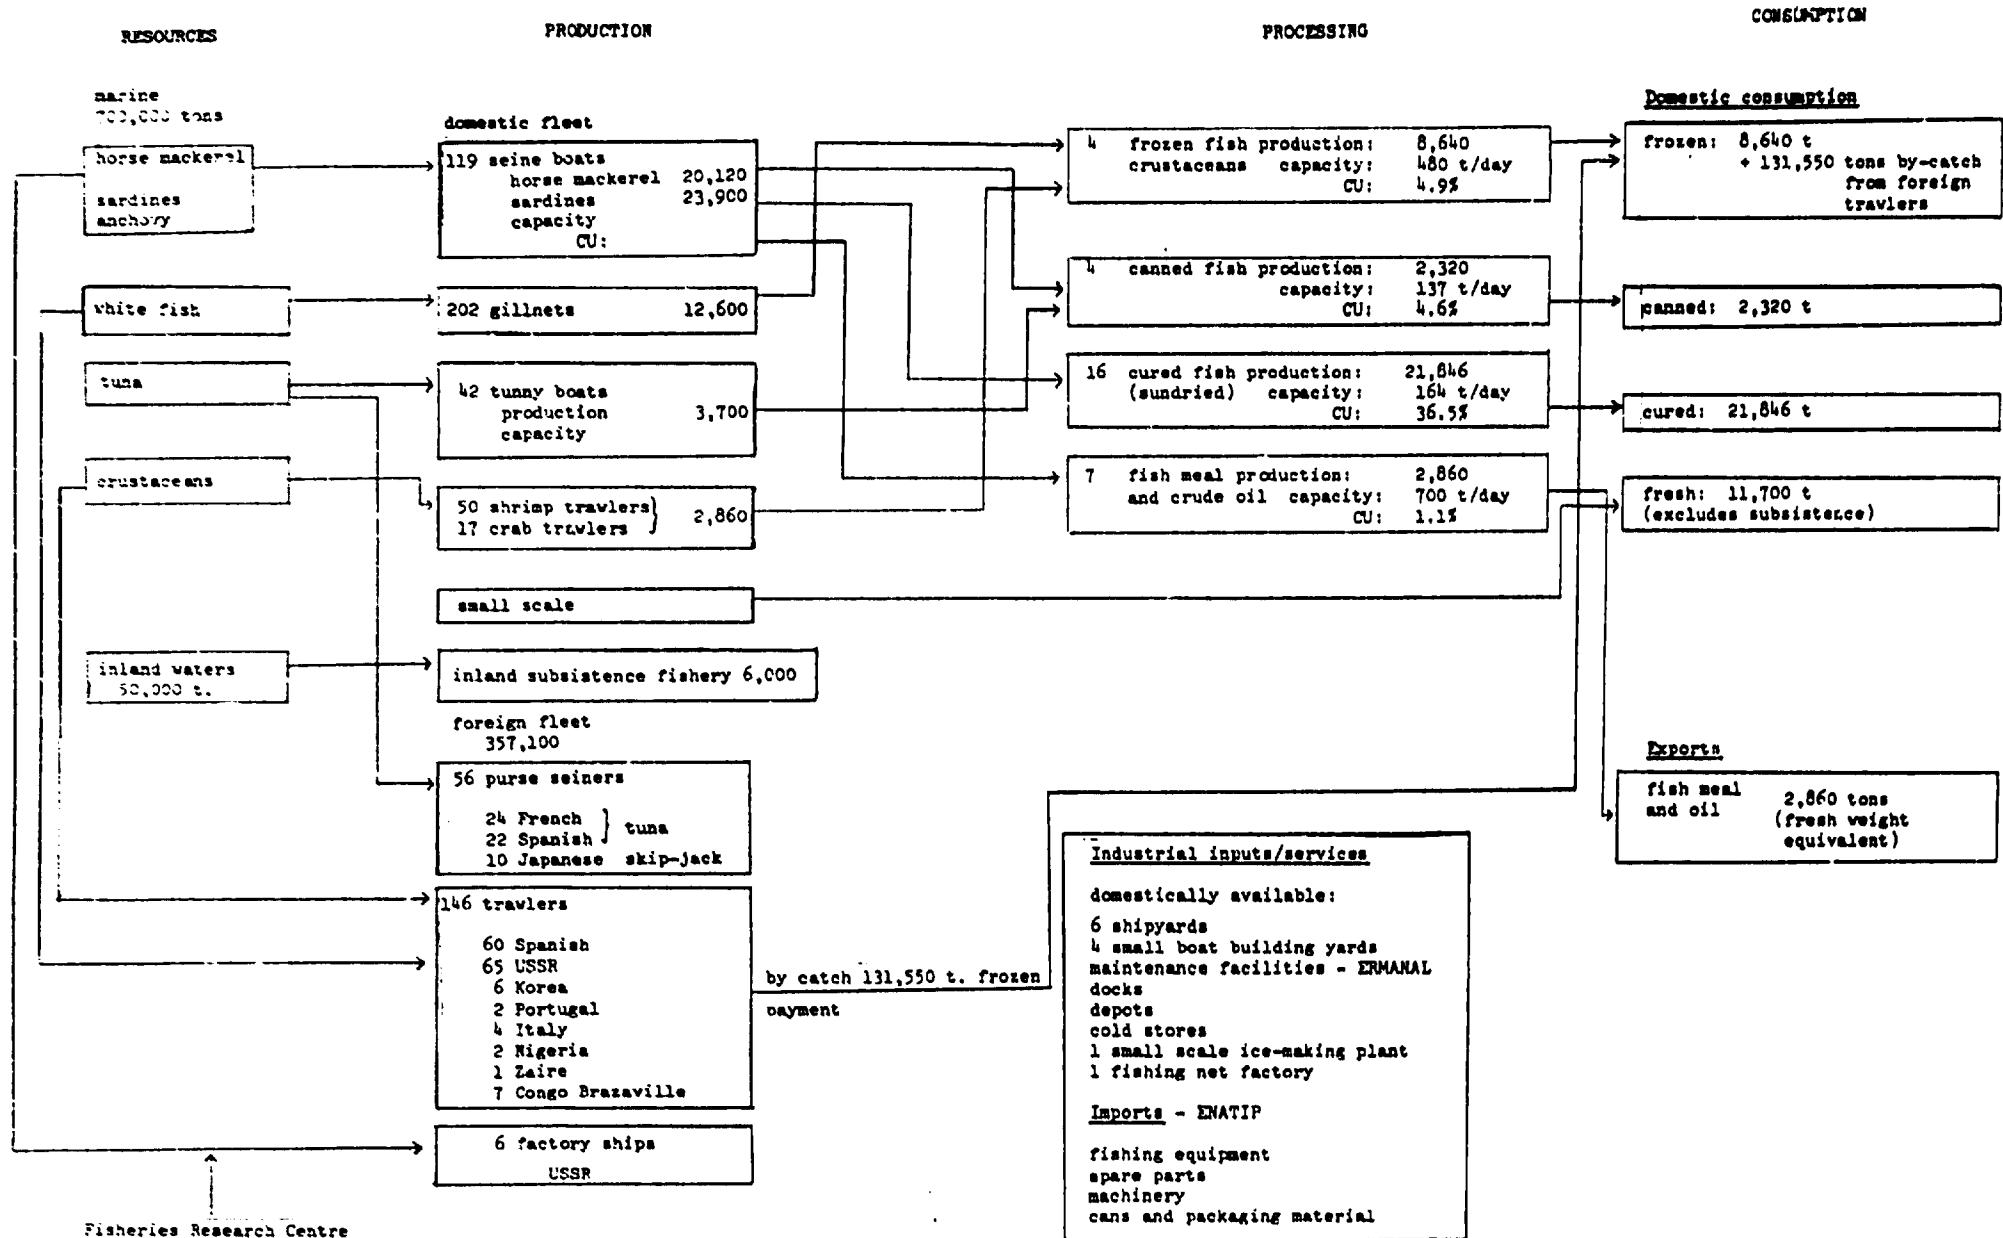 RESOURCES
PRODUCTION
PROCESSING
CONSUMPTION
marine
tons
horse mackerel
sardines
anchovy
white fish
tuna
crustaceans
inland waters
50,000 t.
Fisheries Research Centre
domestic fleet
119 seine boats
horse mackerel 20,120
sardines 23,900
capacity
CU:
202 gillnets 12,600
42 tunny boats
production 3,700
capacity
50 shrimp trawlers }
17 crab trawlers } 2,860
small scale
inland subsistence fishery 6,000
foreign fleet
357,100
56 purse seiners
24 French }
22 Spanish } tuna
10 Japanese skip-jack
146 trawlers
60 Spanish
65 USSR
6 Korea
2 Portugal
4 Italy
2 Nigeria
1 Zaire
7 Congo Brazaville
by catch 131,550 t. frozen
payment
6 factory ships
USSR
4 frozen fish production: 8,640
crustaceans capacity: 480 t/day
CU: 4.9%
4 canned fish production: 2,320
capacity: 137 t/day
CU: 4.6%
16 cured fish production: 21,846
(sundried) capacity: 164 t/day
CU: 36.5%
7 fish meal production: 2,860
and crude oil capacity: 700 t/day
CU: 1.1%
Industrial inputs/services
domestically available:
6 shipyards
4 small boat building yards
maintenance facilities - ERMANAL
docks
depots
cold stores
1 small scale ice-making plant
1 fishing net factory
Imports - ENATIP
fishing equipment
spare parts
machinery
cans and packaging material
Domestic consumption
frozen: 8,640 t
+ 131,550 tons by-catch
from foreign
trawlers
canned: 2,320 t
cured: 21,846 t
fresh: 11,700 t
(excludes subsistence)
Exports
fish meal 2,860 tons
and oil (fresh weight
equivalent)